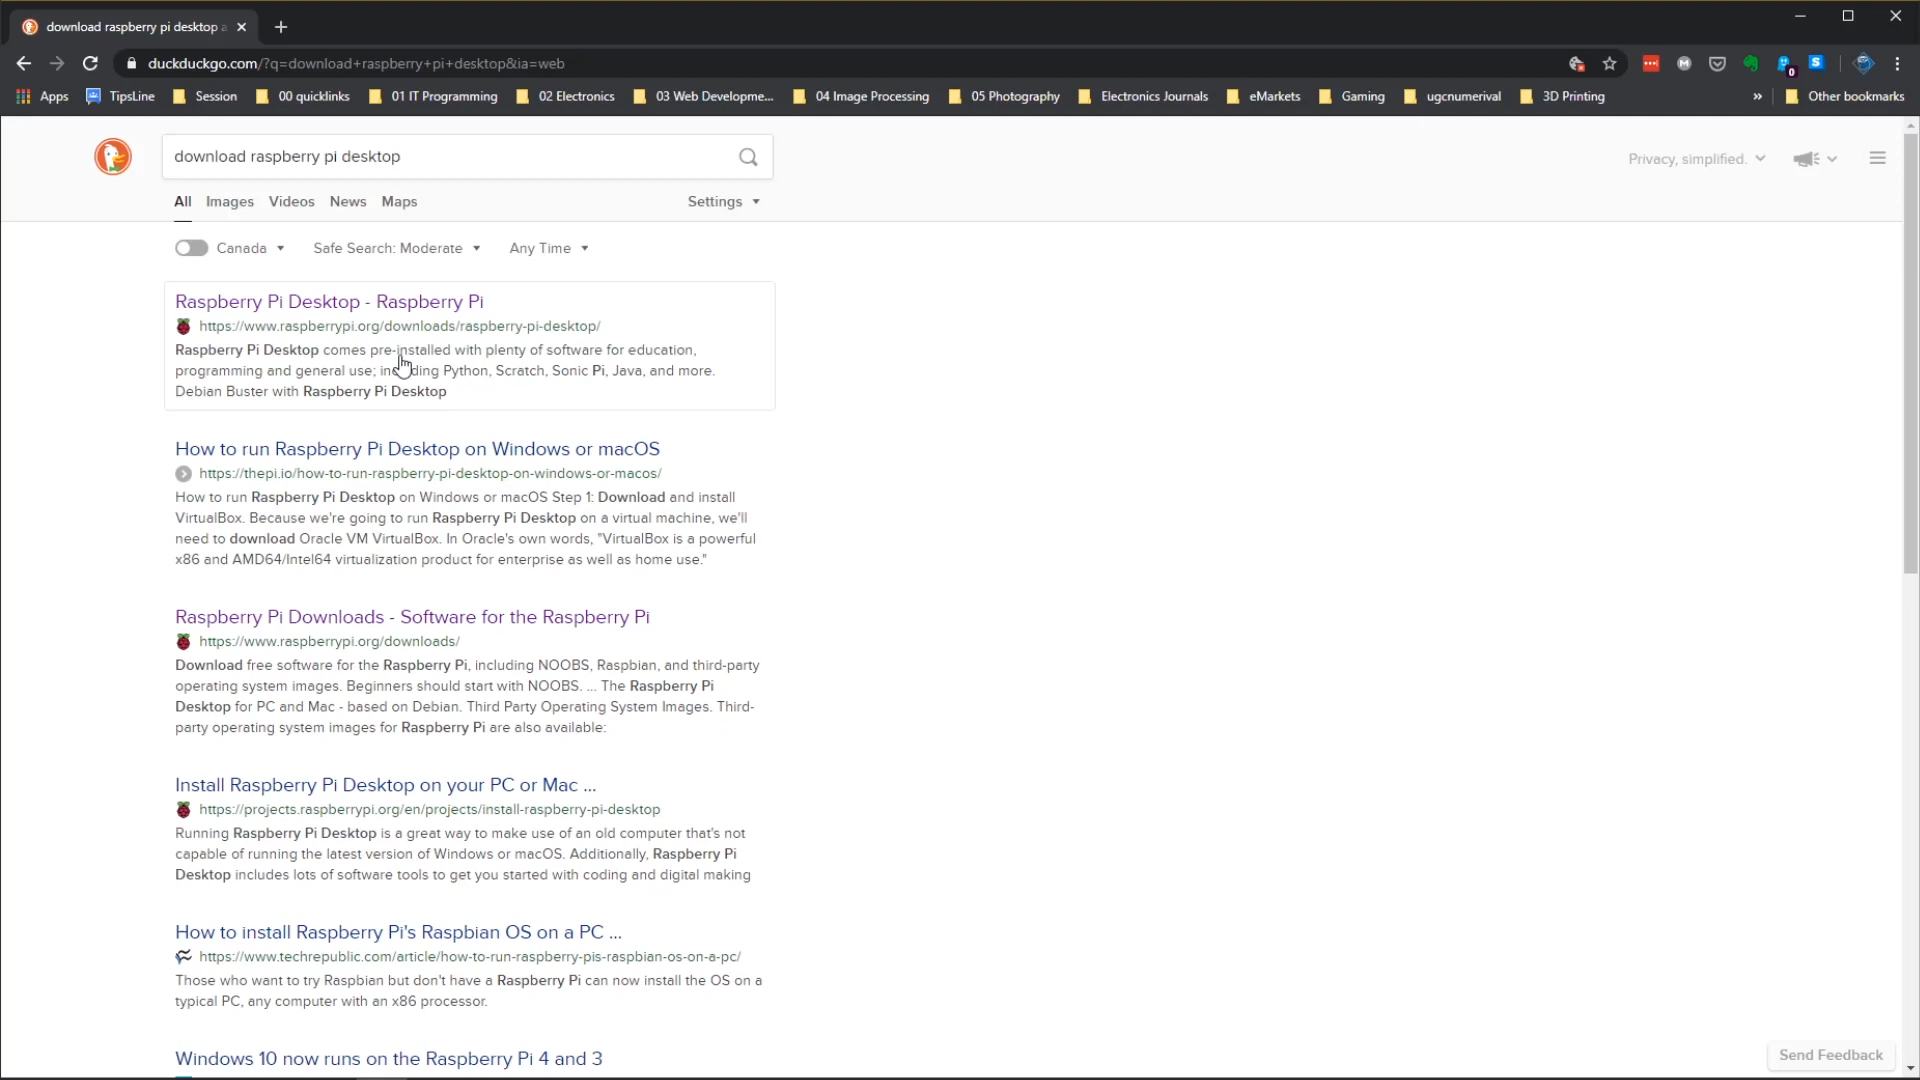 download raspberry pi desktop a
duckduckgo.com/?q=download+raspberry+pi+desktop&ia=web
M
0
S
Apps TipsLine Session 00 quicklinks 01 IT Programming 02 Electronics 03 Web Developme... 04 Image Processing 05 Photography Electronics Journals eMarkets Gaming ugcnumerival 3D Printing » Other bookmarks
download raspberry pi desktop
Privacy, simplified.
All Images Videos News Maps Settings
Canada Safe Search: Moderate Any Time
Raspberry Pi Desktop - Raspberry Pi
https://www.raspberrypi.org/downloads/raspberry-pi-desktop/
Raspberry Pi Desktop comes pre-installed with plenty of software for education,
programming and general use; including Python, Scratch, Sonic Pi, Java, and more.
Debian Buster with Raspberry Pi Desktop
How to run Raspberry Pi Desktop on Windows or macOS
https://thepi.io/how-to-run-raspberry-pi-desktop-on-windows-or-macos/
How to run Raspberry Pi Desktop on Windows or macOS Step 1: Download and install
VirtualBox. Because we're going to run Raspberry Pi Desktop on a virtual machine, we'll
need to download Oracle VM VirtualBox. In Oracle's own words, "VirtualBox is a powerful
x86 and AMD64/Intel64 virtualization product for enterprise as well as home use."
Raspberry Pi Downloads - Software for the Raspberry Pi
https://www.raspberrypi.org/downloads/
Download free software for the Raspberry Pi, including NOOBS, Raspbian, and third-party
operating system images. Beginners should start with NOOBS. ... The Raspberry Pi
Desktop for PC and Mac - based on Debian. Third Party Operating System Images. Third-
party operating system images for Raspberry Pi are also available:
Install Raspberry Pi Desktop on your PC or Mac ...
https://projects.raspberrypi.org/en/projects/install-raspberry-pi-desktop
Running Raspberry Pi Desktop is a great way to make use of an old computer that's not
capable of running the latest version of Windows or macOS. Additionally, Raspberry Pi
Desktop includes lots of software tools to get you started with coding and digital making
How to install Raspberry Pi's Raspbian OS on a PC ...
https://www.techrepublic.com/article/how-to-run-raspberry-pis-raspbian-os-on-a-pc/
Those who want to try Raspbian but don't have a Raspberry Pi can now install the OS on a
typical PC, any computer with an x86 processor.
Windows 10 now runs on the Raspberry Pi 4 and 3
Send Feedback